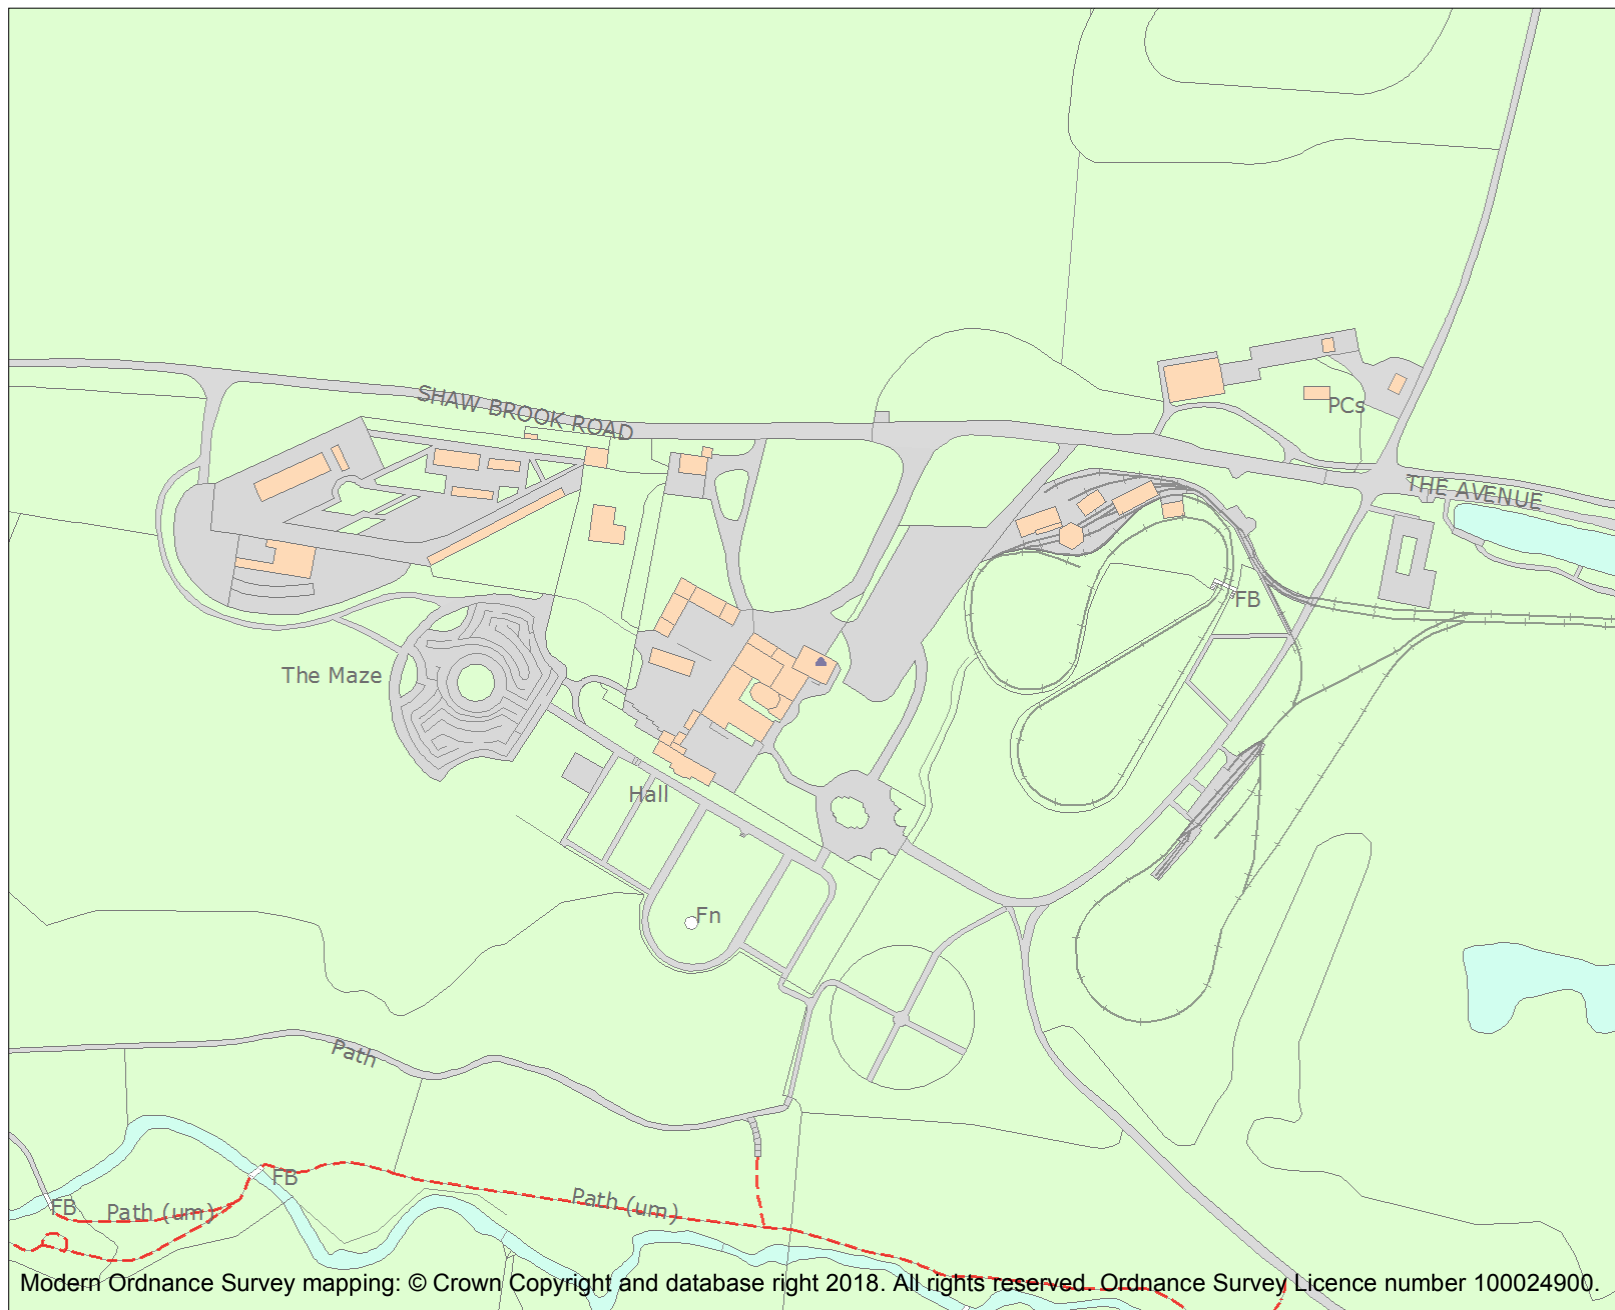 SHAW BROOK ROAD
PCs
THE AVENUE
FB
The Maze
Hall
Fn
Path
FB
FB
Path (um)
Path (um)
Modern Ordnance Survey mapping: © Crown Copyright and database right 2018. All rights reserved. Ordnance Survey Licence number 100024900.